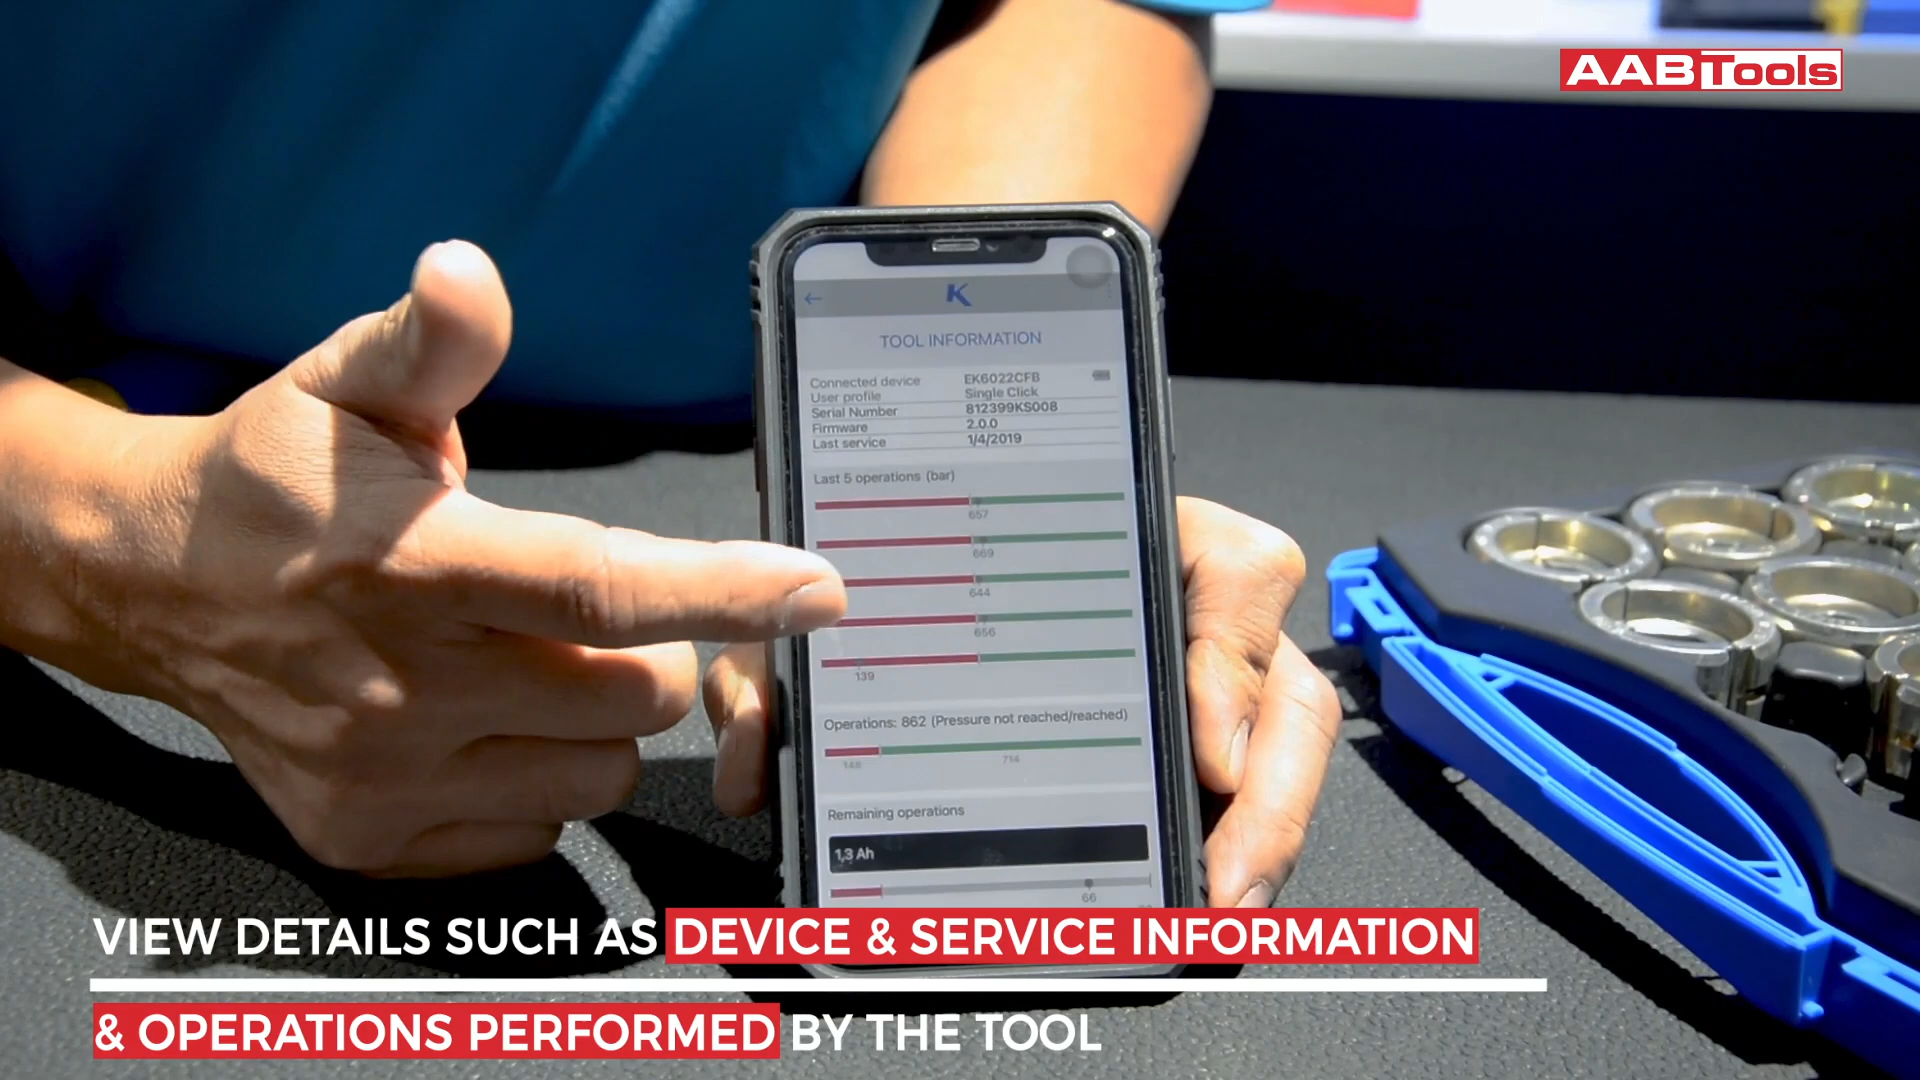 AABTools
K
TOOL INFORMATION
Connected device EK6022CFB
User profile Single Click
Serial Number 812399KS008
Firmware 2.0.0
Last service 1/4/2019
Last 5 operations (bar)
657
669
644
656
139
Operations: 862 (Pressure not reached/reached)
148 714
Remaining operations
1,3 Ah
66
VIEW DETAILS SUCH AS DEVICE & SERVICE INFORMATION
& OPERATIONS PERFORMED BY THE TOOL